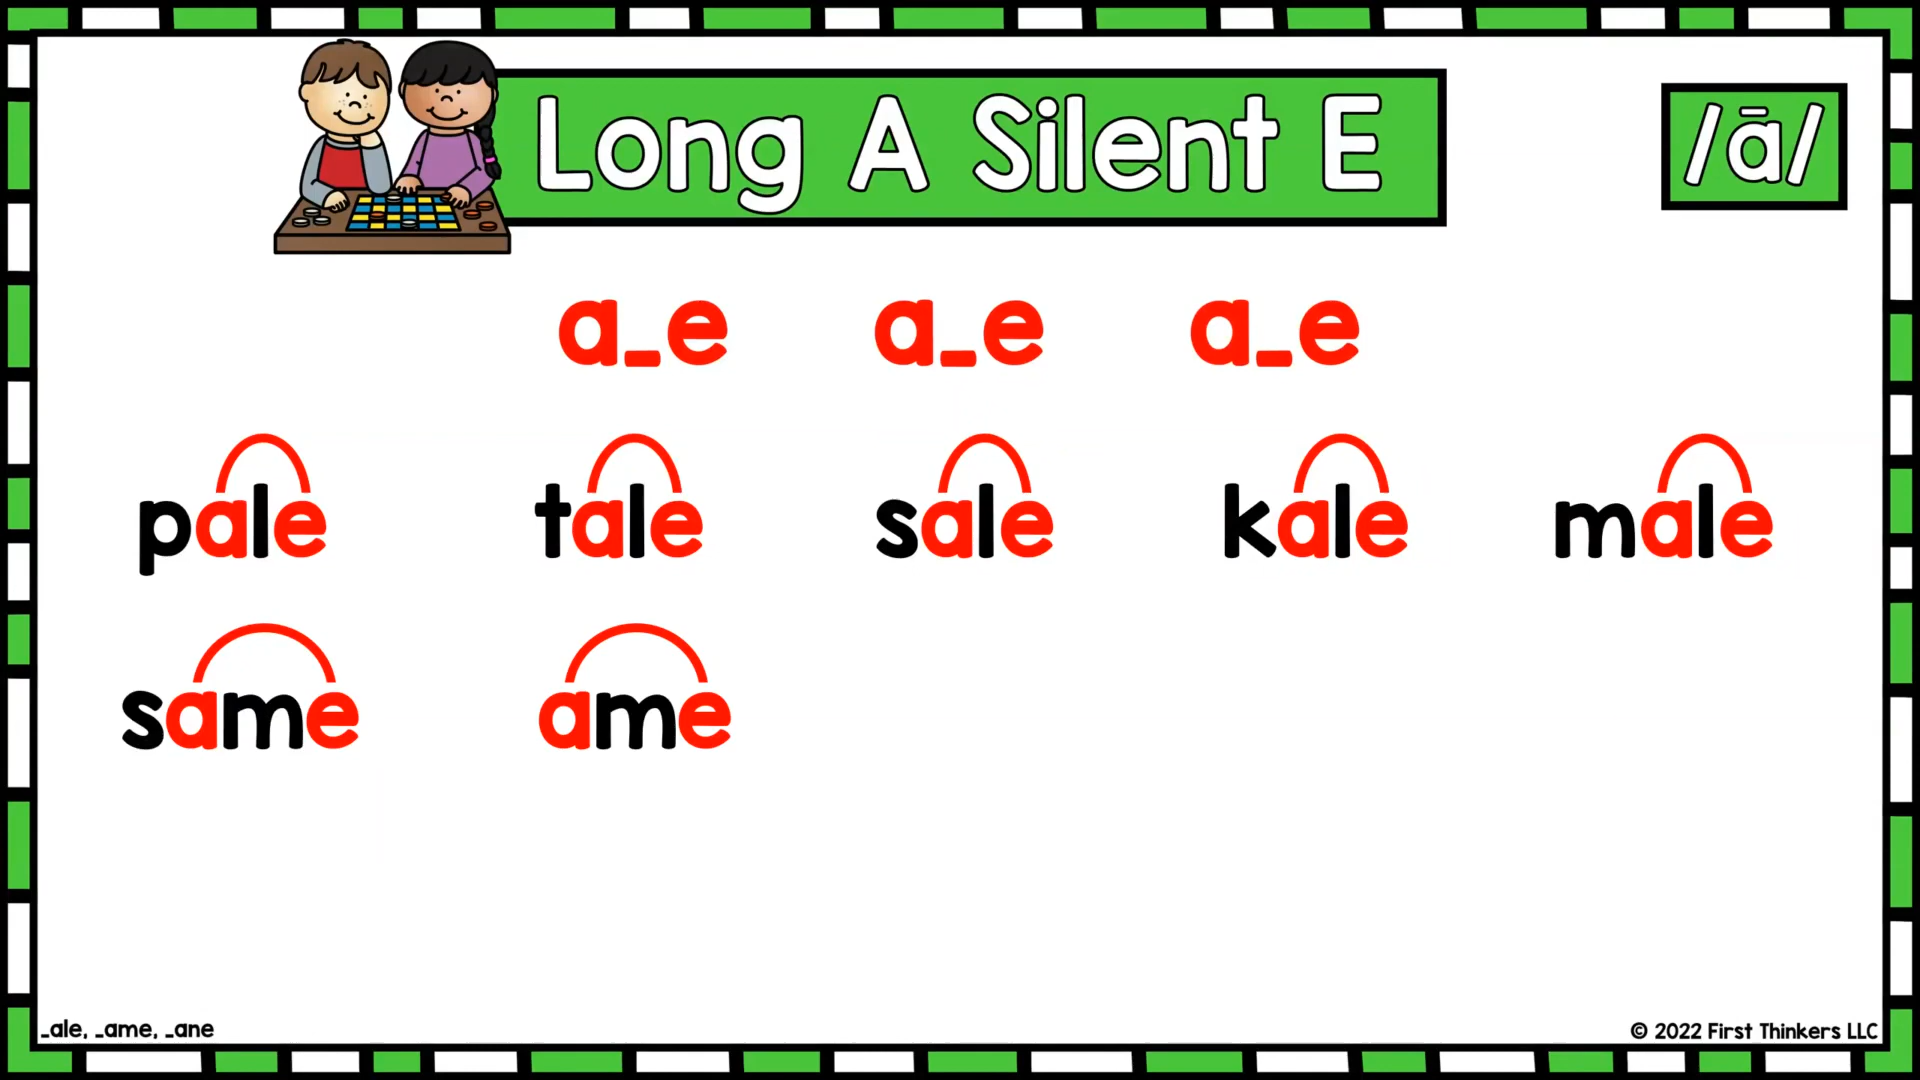 Long A Silent E
/ā/
a_e a_e a_e
pale tale sale kale male
same ame
_ale, _ame, _ane
© 2022 First Thinkers LLC